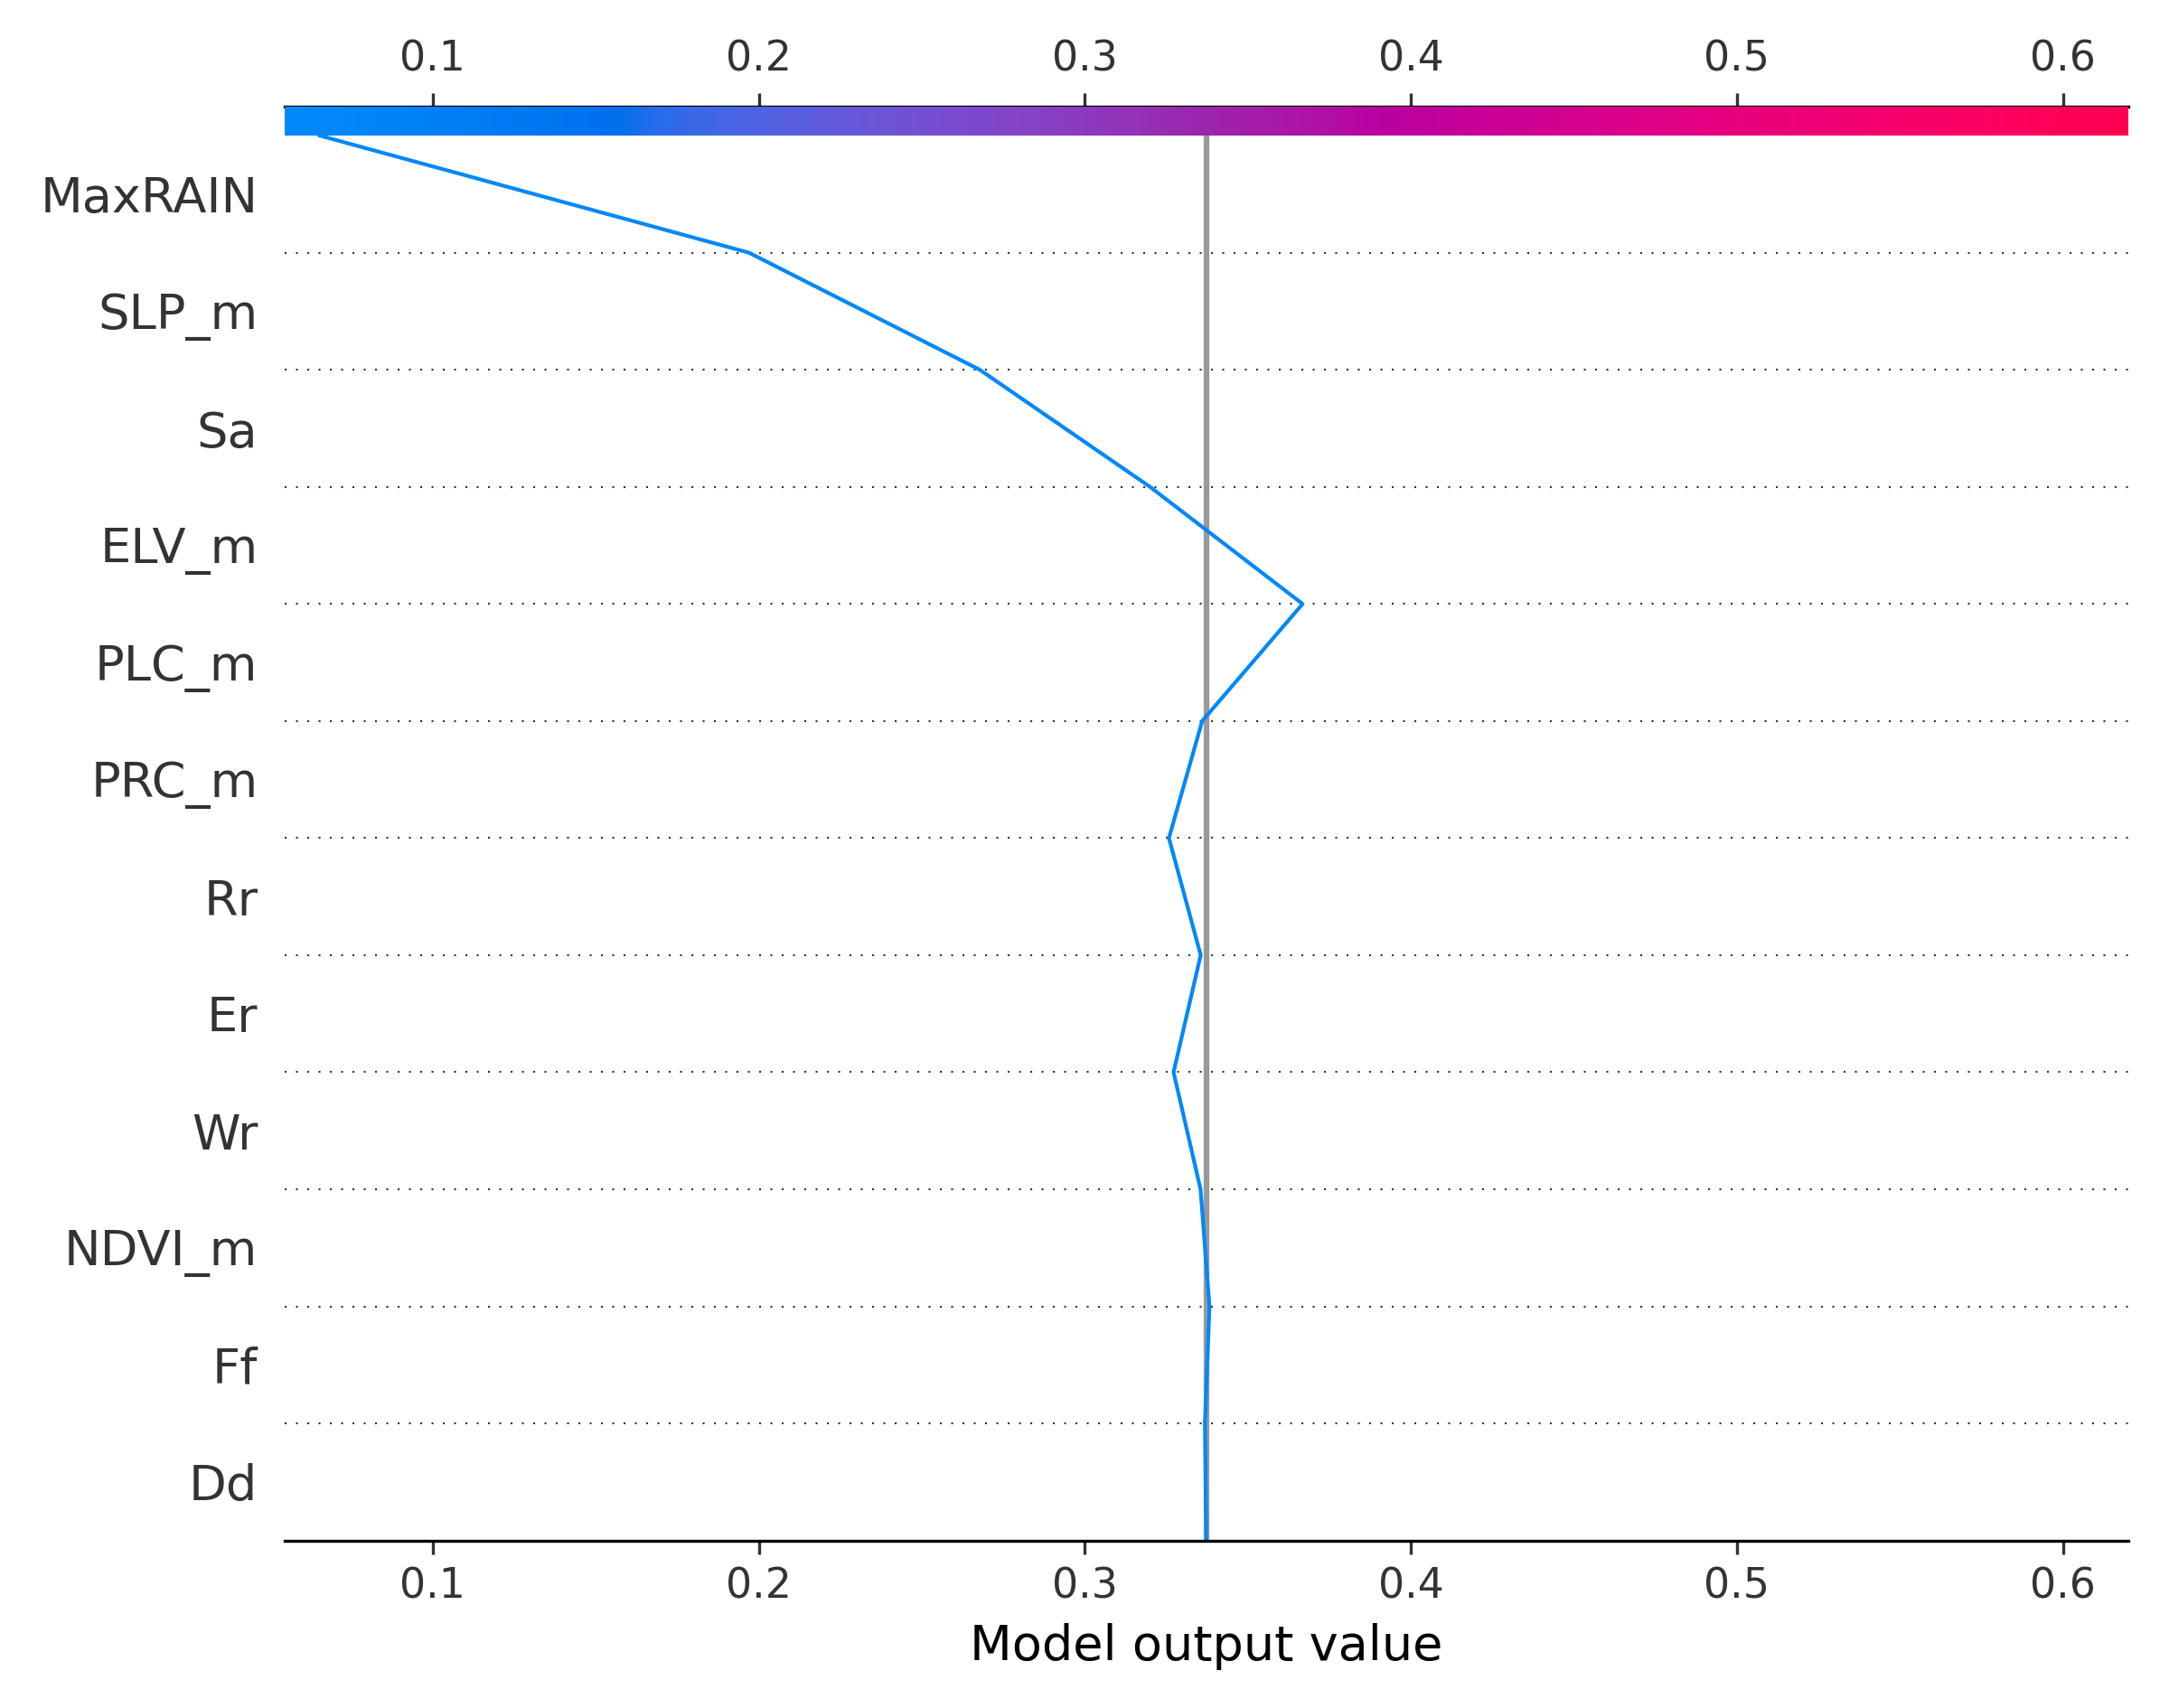 0.1 0.2 0.3 0.4 0.5 0.6
MaxRAIN
SLP_m
Sa
ELV_m
PLC_m
PRC_m
Rr
Er
Wr
NDVI_m
Ff
Dd
0.1 0.2 0.3 0.4 0.5 0.6
Model output value